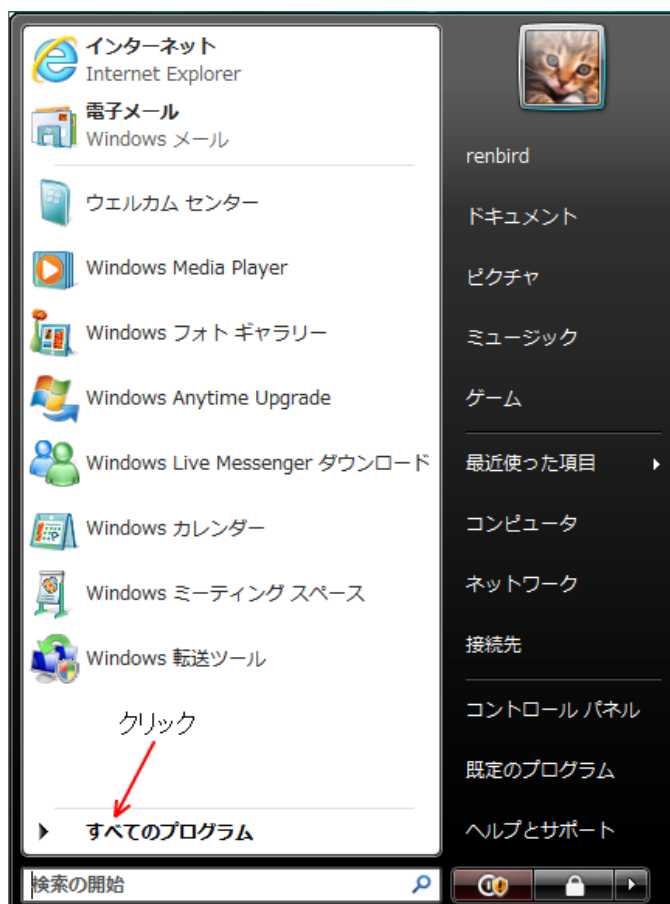 インターネット
Internet Explorer
電子メール
Windows メール
ウェルカム センター
Windows Media Player
Windows フォト ギャラリー
Windows Anytime Upgrade
Windows Live Messenger ダウンロード
Windows カレンダー
Windows ミーティング スペース
Windows 転送ツール
クリック
すべてのプログラム
検索の開始
renbird
ドキュメント
ピクチャ
ミュージック
ゲーム
最近使った項目
コンピュータ
ネットワーク
接続先
コントロール パネル
既定のプログラム
ヘルプとサポート